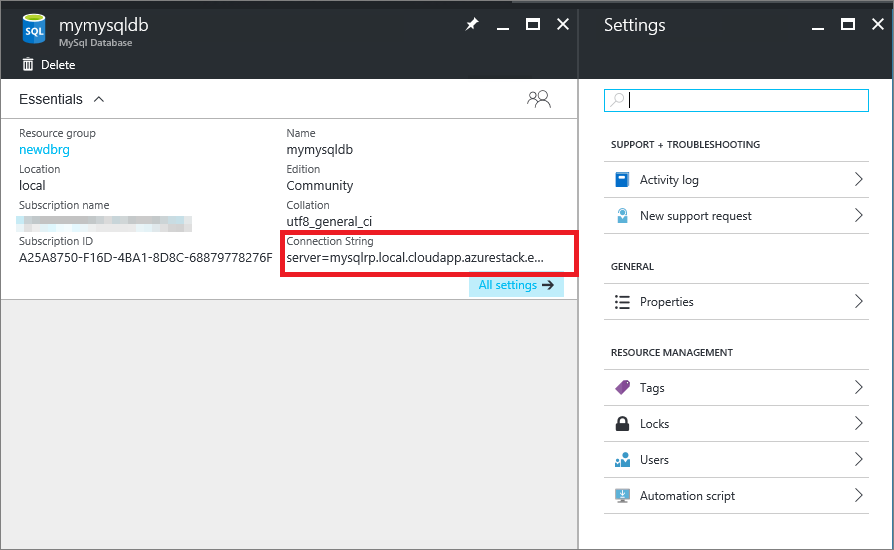 SQL
mymysqldb
MySql Database
Delete
Essentials
Resource group
newdbrg
Location
local
Subscription name
Subscription ID
A25A8750-F16D-4BA1-8D8C-68879778276F
Name
mymysqldb
Edition
Community
Collation
utf8_general_ci
Connection String
server=mysqlrp.local.cloudapp.azurestack.e...
All settings
Settings
SUPPORT + TROUBLESHOOTING
Activity log
New support request
GENERAL
Properties
RESOURCE MANAGEMENT
Tags
Locks
Users
Automation script